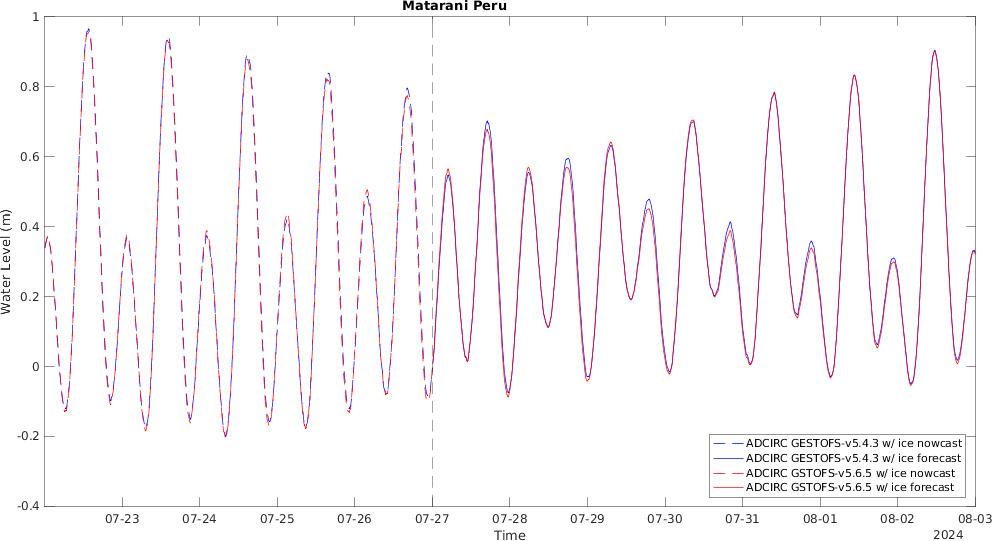 Matarani Peru
Water Level (m)
1
0.8
0.6
0.4
0.2
0
-0.2
-0.4
ADCIRC GESTOFS-v5.4.3 w/ ice nowcast
ADCIRC GESTOFS-v5.4.3 w/ ice forecast
ADCIRC GSTOFS-v5.6.5 w/ ice nowcast
ADCIRC GSTOFS-v5.6.5 w/ ice forecast
07-23 07-24 07-25 07-26 07-27 07-28 07-29 07-30 07-31 08-01 08-02 08-03
Time
2024